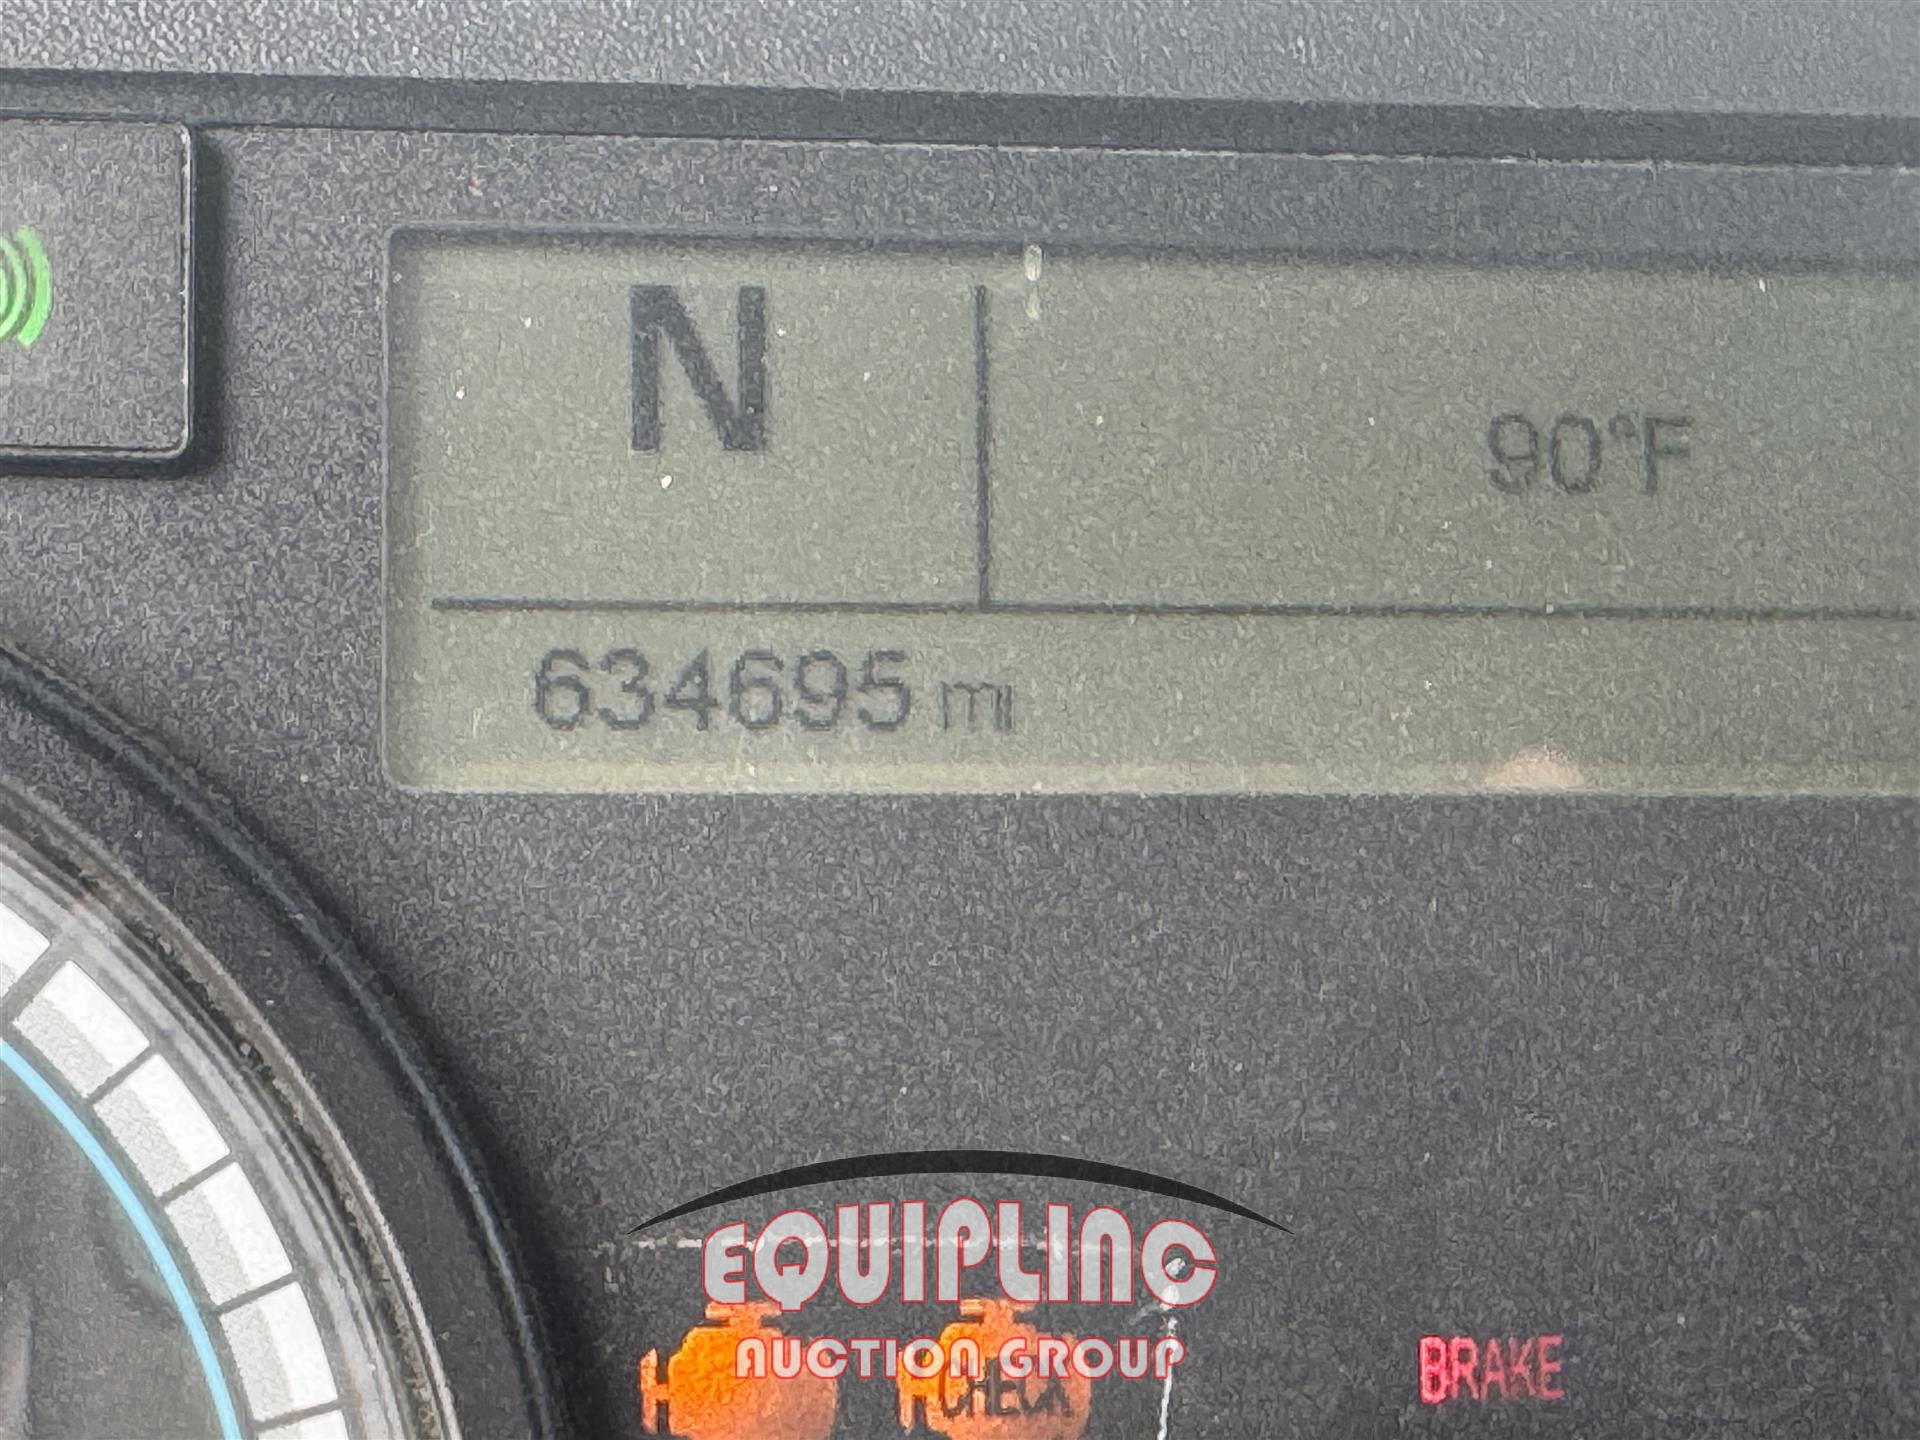 N
90°F
634695 mi
EQUIPLINC
AUCTION GROUP
CHECK
BRAKE